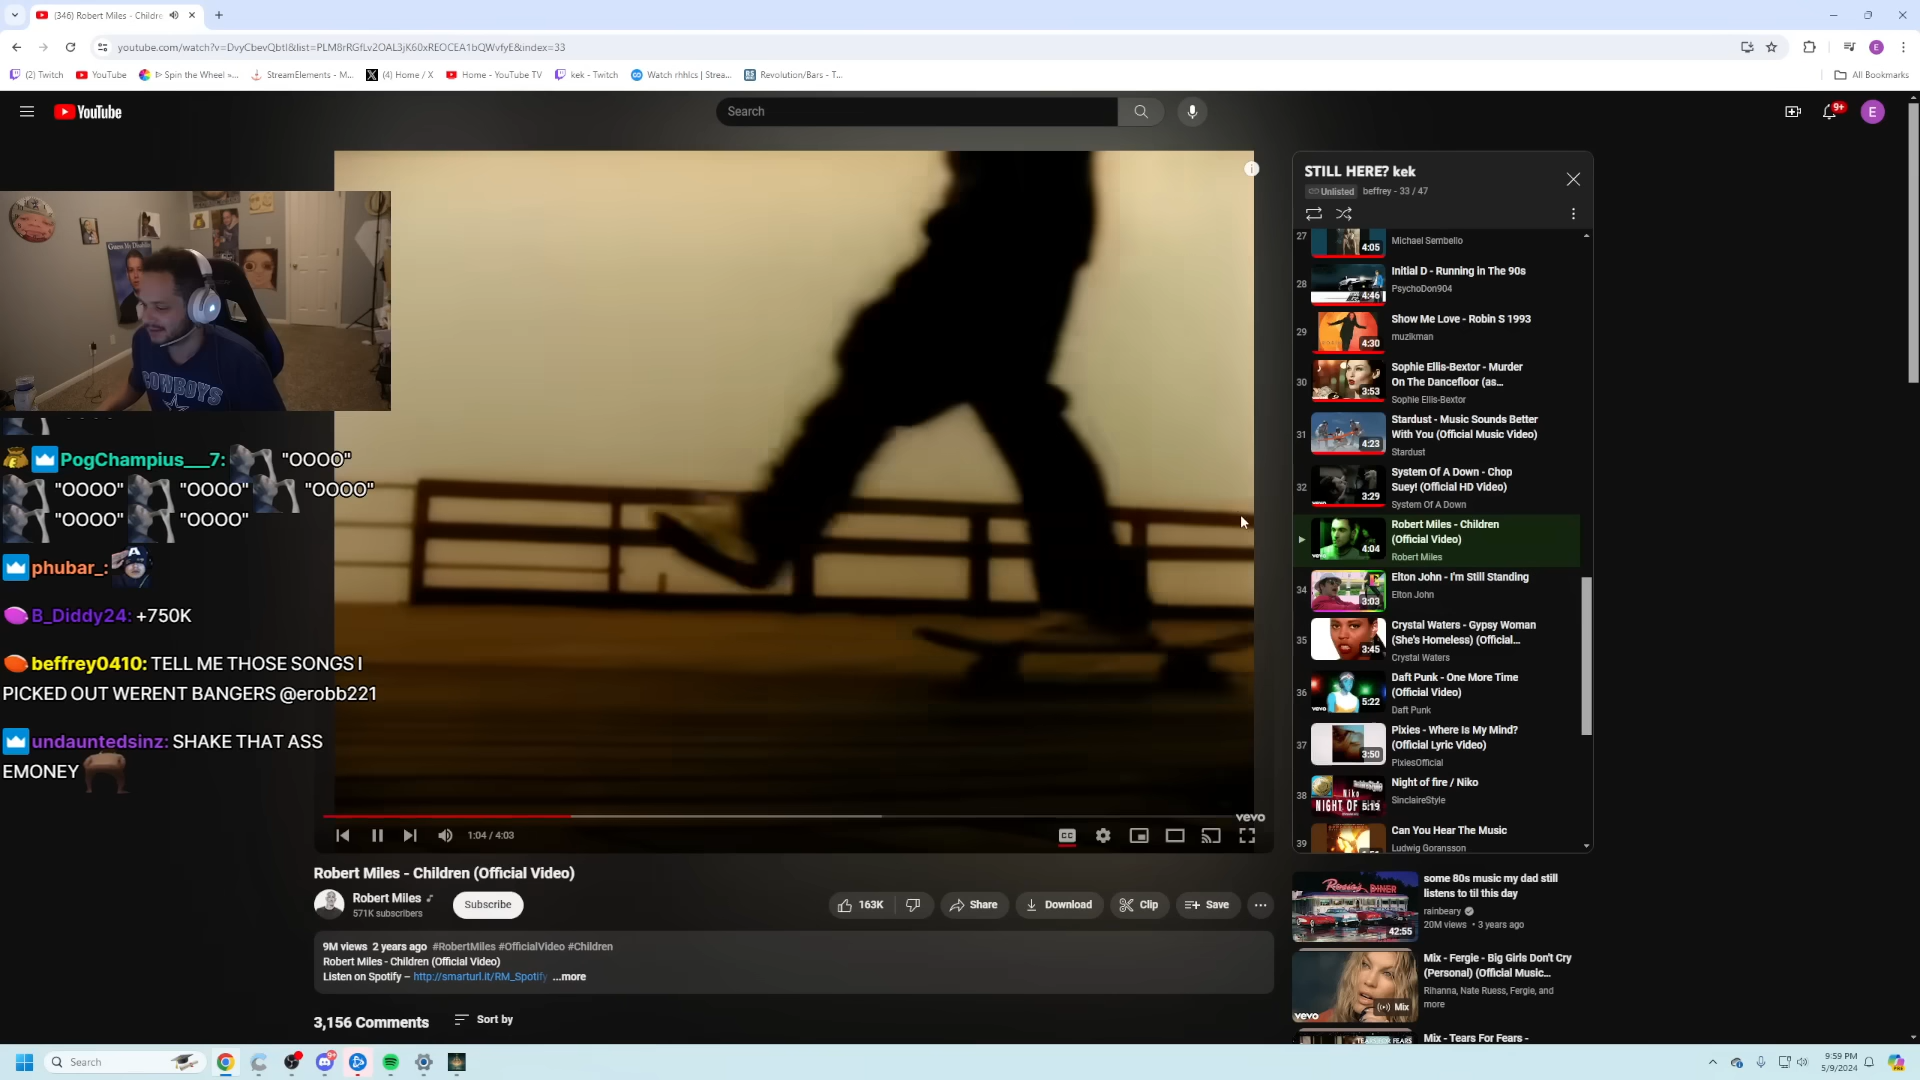 (346) Robert Miles - Childre
youtube.com/watch?v=DvyCbevQbtI&list=PLM8rRGfLv2OAL3jK60xREOCEA1bQWvfyE&index=33
(2) Twitch
YouTube
Spin the Wheel »...
StreamElements - M...
(4) Home / X
Home - YouTube TV
kek - Twitch
Watch rhhlcs | Strea...
Revolution/Bars - T...
All Bookmarks
YouTube
Search
9+
E
STILL HERE? kek
Unlisted beffrey - 33 / 47
27
4:05
Michael Sembello
28
4:46
Initial D - Running in The 90s
PsychoDon904
29
4:30
Show Me Love - Robin S 1993
muzikman
30
3:53
Sophie Ellis-Bextor - Murder
On The Dancefloor (as...
Sophie Ellis-Bextor
31
4:23
Stardust - Music Sounds Better
With You (Official Music Video)
Stardust
32
3:29
System Of A Down - Chop
Suey! (Official HD Video)
System Of A Down
4:04
Robert Miles - Children
(Official Video)
Robert Miles
34
3:03
Elton John - I'm Still Standing
Elton John
35
3:45
Crystal Waters - Gypsy Woman
(She's Homeless) (Official...
Crystal Waters
36
5:22
Daft Punk - One More Time
(Official Video)
Daft Punk
37
3:50
Pixies - Where Is My Mind?
(Official Lyric Video)
PixiesOfficial
38
NIGHT OF
5:19
Night of fire / Niko
SinclaireStyle
39
Can You Hear The Music
Ludwig Goransson
COWBOYS
PogChampius___7: "OOOO"
"OOOO" "OOOO" "OOOO"
"OOOO" "OOOO"
phubar_:
B_Diddy24: +750K
beffrey0410: TELL ME THOSE SONGS I
PICKED OUT WERENT BANGERS @erobb221
undauntedsinz: SHAKE THAT ASS
EMONEY
vevo
1:04 / 4:03
CC
Robert Miles - Children (Official Video)
Robert Miles
571K subscribers
Subscribe
163K
Share
Download
Clip
Save
9M views 2 years ago #RobertMiles #OfficialVideo #Children
Robert Miles - Children (Official Video)
Listen on Spotify – http://smarturl.it/RM_Spotify ...more
3,156 Comments
Sort by
42:55
some 80s music my dad still
listens to til this day
rainbeary
20M views • 3 years ago
vevo
Mix
Mix - Fergie - Big Girls Don't Cry
(Personal) (Official Music...
Rihanna, Nate Ruess, Fergie, and
more
TEARS FOR FEARS
Mix - Tears For Fears -
Search
9:59 PM
5/9/2024